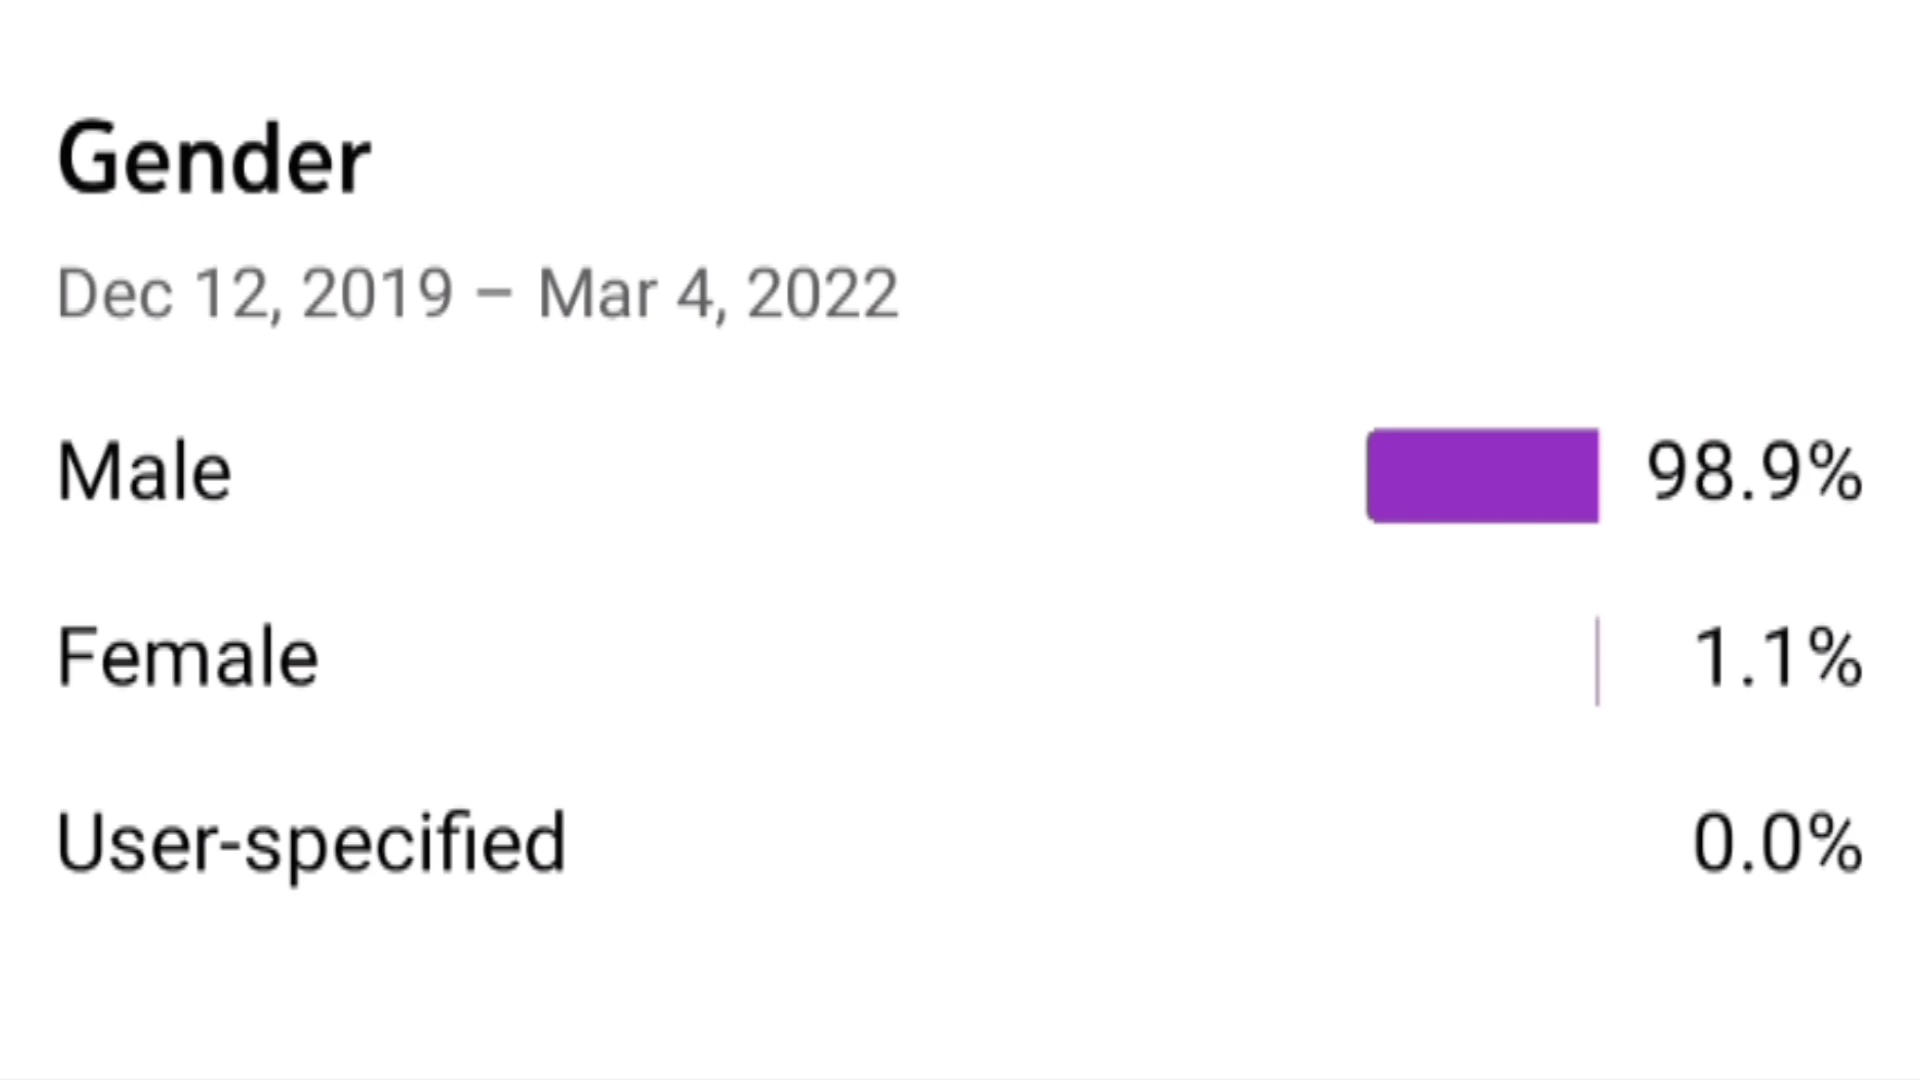 Gender
Dec 12, 2019 – Mar 4, 2022
Male 98.9%
Female 1.1%
User-specified 0.0%